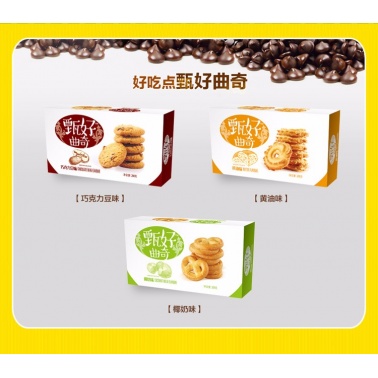 好吃点甄好曲奇
甄好
曲奇
【 巧克力豆味 】
甄好
曲奇
【 黄油味 】
甄好
曲奇
【 椰奶味 】